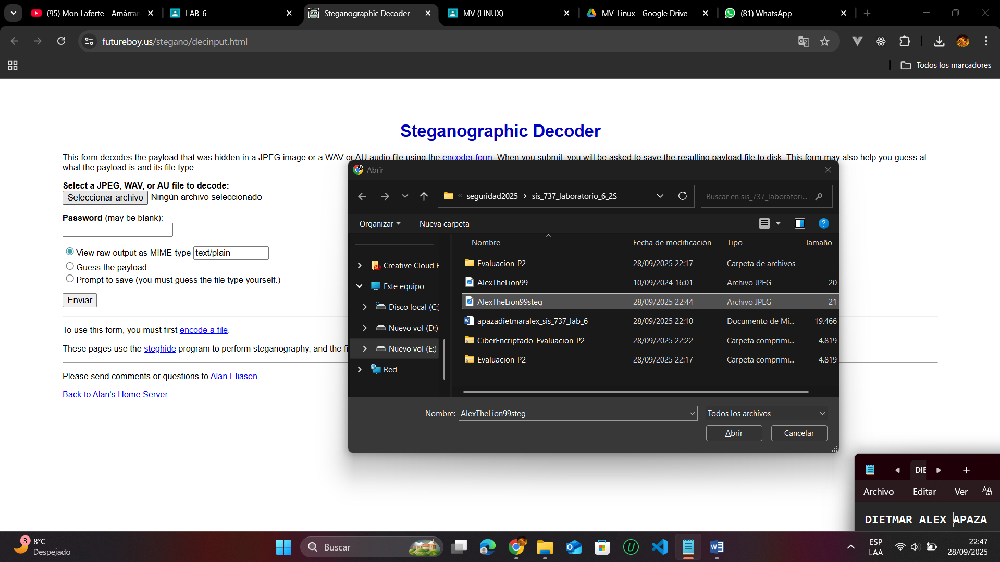 (95) Mon Laferte - Amárrar
LAB_6
Steganographic Decoder
MV (LINUX)
MV_Linux - Google Drive
(81) WhatsApp
futureboy.us/stegano/decinput.html
Todos los marcadores
Steganographic Decoder
This form decodes the payload that was hidden in a JPEG image or a WAV or AU audio file using the encoder form. When you submit, you will be asked to save the resulting payload file to disk. This form may also help you guess at
what the payload is and its file type...
Select a JPEG, WAV, or AU file to decode:
Seleccionar archivo Ningún archivo seleccionado
Password (may be blank):
View raw output as MIME-type text/plain
Guess the payload
Prompt to save (you must guess the file type yourself.)
Enviar
To use this form, you must first encode a file.
These pages use the steghide program to perform steganography, and the fi
Please send comments or questions to Alan Eliasen.
Back to Alan's Home Server
Abrir
« seguridad2025 › sis_737_laboratorio_6_2S
Buscar en sis_737_laboratori...
Organizar
Nueva carpeta
Nombre
Fecha de modificación
Tipo
Tamaño
Creative Cloud F
Este equipo
Disco local (C:)
Nuevo vol (D:)
Nuevo vol (E:)
Red
Evaluacion-P2 28/09/2025 22:17 Carpeta de archivos
AlexTheLion99 10/09/2024 16:01 Archivo JPEG 20
AlexTheLion99steg 28/09/2025 22:44 Archivo JPEG 21
apazadietmaralex_sis_737_lab_6 28/09/2025 22:10 Documento de Mi... 19.466
CiberEncriptado-Evaluacion-P2 28/09/2025 22:22 Carpeta comprimi... 4.819
Evaluacion-P2 28/09/2025 22:17 Carpeta comprimi... 4.819
Nombre: AlexTheLion99steg
Todos los archivos
Abrir
Cancelar
DIE
Archivo Editar Ver
DIETMAR ALEX APAZA
3
8°C
Despejado
Buscar
ESP
LAA
22:47
28/09/2025